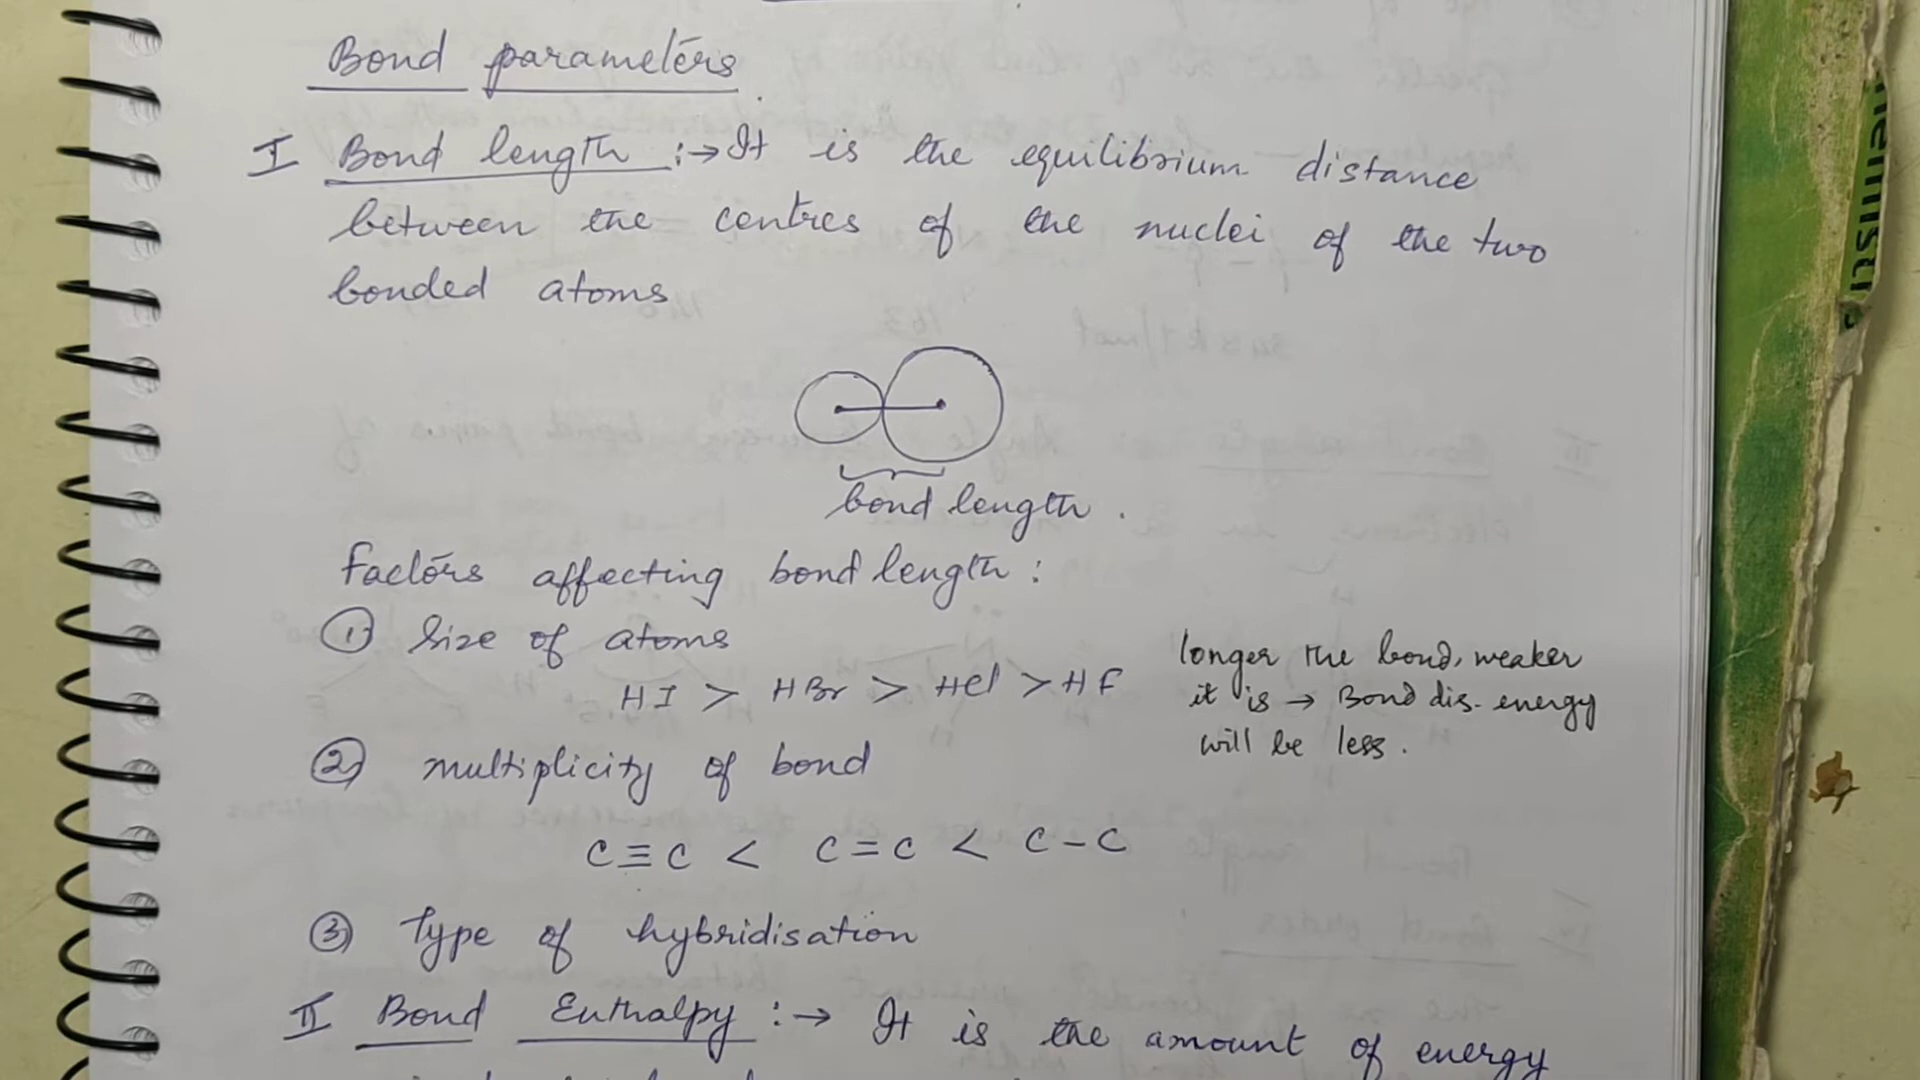 Bond parameters
I Bond length :→ It is the equilibrium distance
between the centres of the nuclei of the two
bonded atoms
bond length.
Factors affecting bond length :
① Size of atoms
HI > HBr > HCl > HF
longer the bond, weaker
it is → Bond dis. energy
will be less.
② multiplicity of bond
C≡C < C=C < C-C
③ Type of hybridisation
II Bond Enthalpy :→ It is the amount of energy